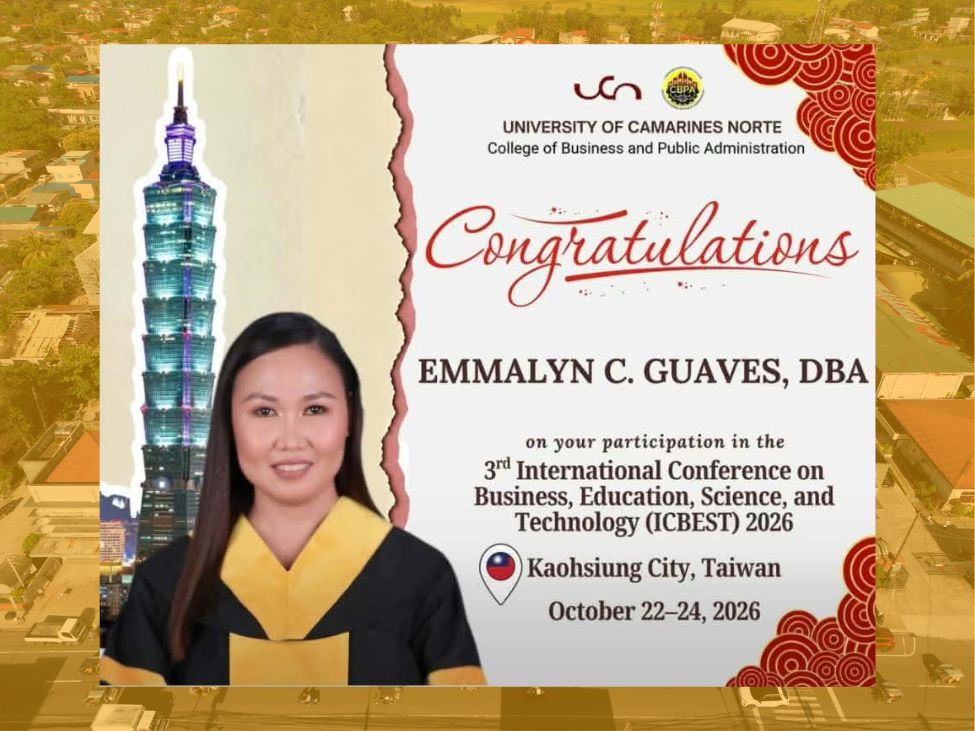 ucn
CBPA
UNIVERSITY OF CAMARINES NORTE
College of Business and Public Administration
Congratulations
EMMALYN C. GUAVES, DBA
on your participation in the
3rd International Conference on
Business, Education, Science, and
Technology (ICBEST) 2026
Kaohsiung City, Taiwan
October 22–24, 2026